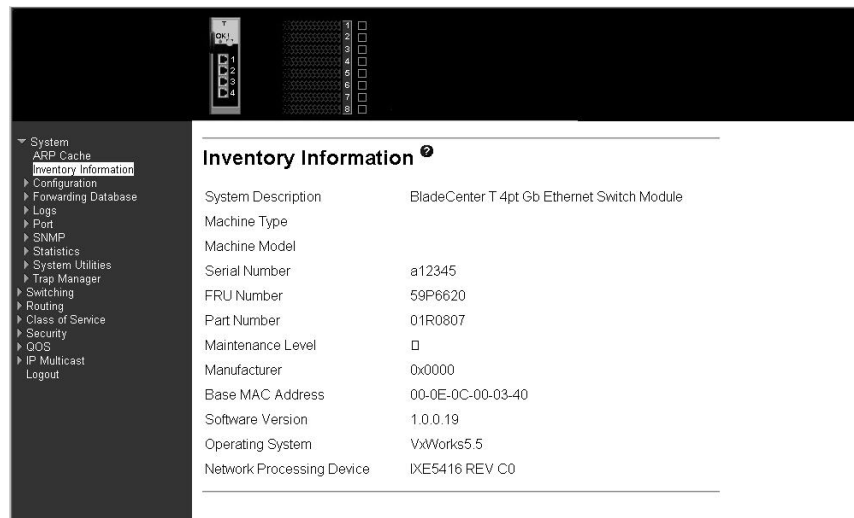 T
OK!
1
2
3
4
1
2
3
4
5
6
7
8
System
ARP Cache
Inventory Information
Configuration
Forwarding Database
Logs
Port
SNMP
Statistics
System Utilities
Trap Manager
Switching
Routing
Class of Service
Security
QOS
IP Multicast
Logout
Inventory Information ?
System Description BladeCenter T 4pt Gb Ethernet Switch Module
Machine Type
Machine Model
Serial Number a12345
FRU Number 59P6620
Part Number 01R0807
Maintenance Level
Manufacturer 0x0000
Base MAC Address 00-0E-0C-00-03-40
Software Version 1.0.0.19
Operating System VxWorks5.5
Network Processing Device IXE5416 REV C0